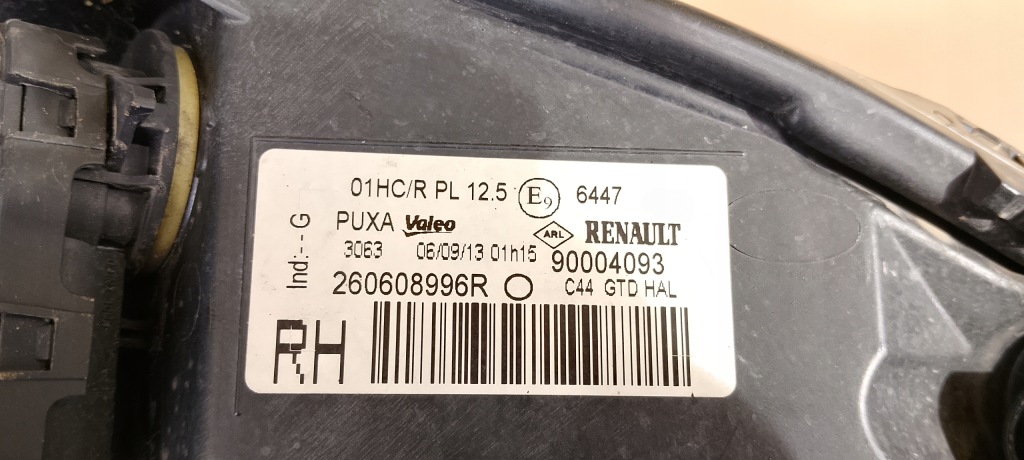 01HC/R PL 12.5 E9 6447
Ind:--G
PUXA Valeo ARL RENAULT
3063 06/09/13 01h15 90004093
260608996R C44 GTD HAL
RH